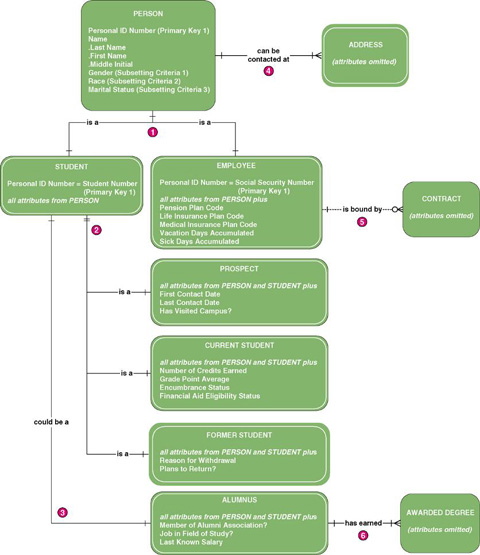 PERSON
Personal ID Number (Primary Key 1)
Name
.Last Name
.First Name
.Middle Initial
Gender (Subsetting Criteria 1)
Race (Subsetting Criteria 2)
Marital Status (Subsetting Criteria 3)
can be
contacted at
4
ADDRESS
(attributes omitted)
is a
1
is a
STUDENT
Personal ID Number = Student Number
(Primary Key 1)
all attributes from PERSON
2
EMPLOYEE
Personal ID Number = Social Security Number
(Primary Key 1)
all attributes from PERSON plus
Pension Plan Code
Life Insurance Plan Code
Medical Insurance Plan Code
Vacation Days Accumulated
Sick Days Accumulated
is bound by
5
CONTRACT
(attributes omitted)
is a
PROSPECT
all attributes from PERSON and STUDENT plus
First Contact Date
Last Contact Date
Has Visited Campus?
is a
CURRENT STUDENT
all attributes from PERSON and STUDENT plus
Number of Credits Earned
Grade Point Average
Encumbrance Status
Financial Aid Eligibility Status
could be a
is a
FORMER STUDENT
all attributes from PERSON and STUDENT plus
Reason for Withdrawal
Plans to Return?
3
ALUMNUS
all attributes from PERSON and STUDENT plus
Member of Alumni Association?
Job in Field of Study?
Last Known Salary
has earned
6
AWARDED DEGREE
(attributes omitted)